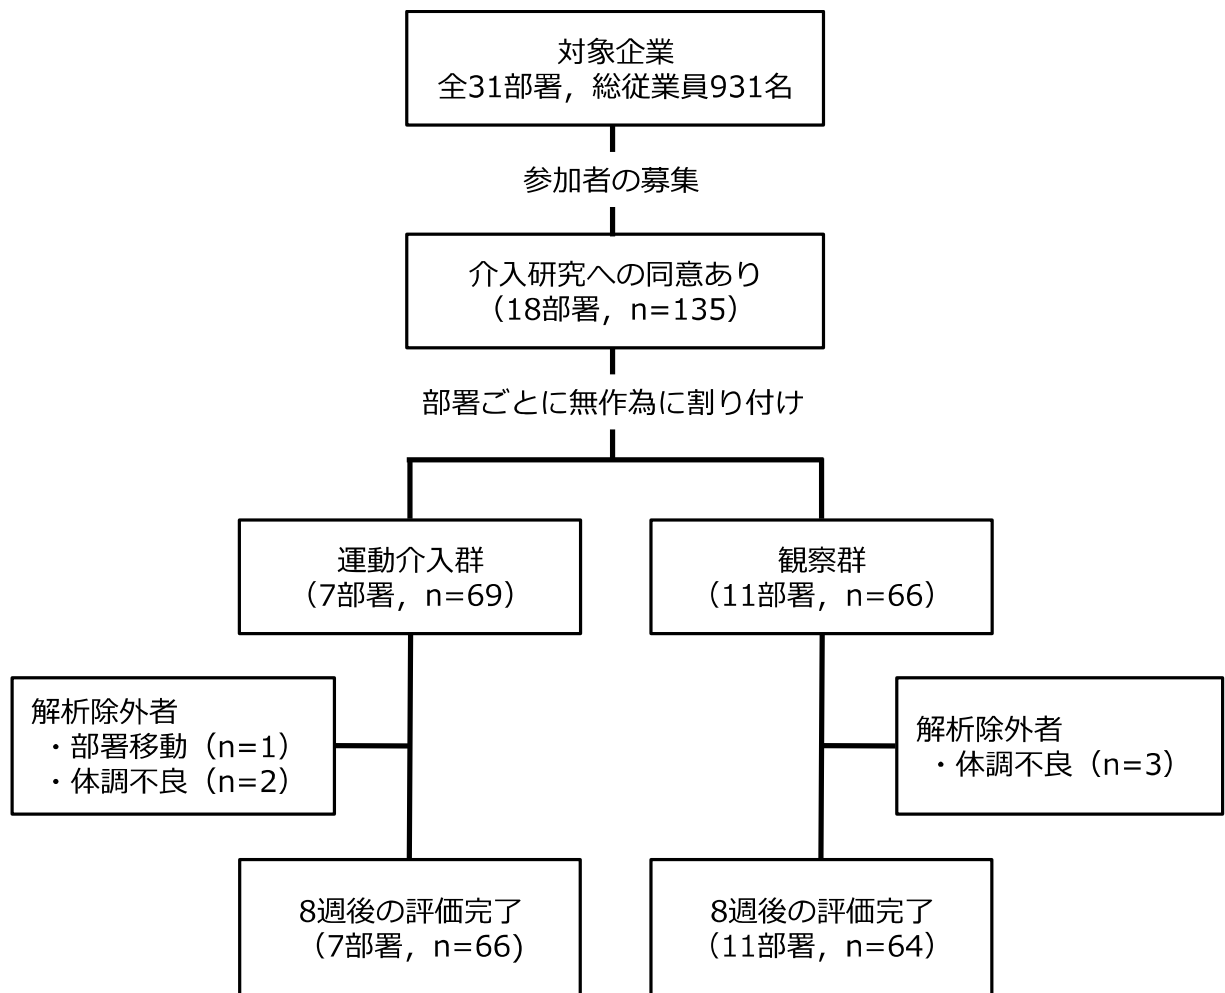 対象企業
全31部署，総従業員931名
参加者の募集
介入研究への同意あり
（18部署，n=135）
部署ごとに無作為に割り付け
運動介入群
（7部署，n=69）
観察群
（11部署，n=66）
解析除外者
・部署移動（n=1）
・体調不良（n=2）
解析除外者
・体調不良（n=3）
8週後の評価完了
（7部署，n=66)
8週後の評価完了
（11部署，n=64）